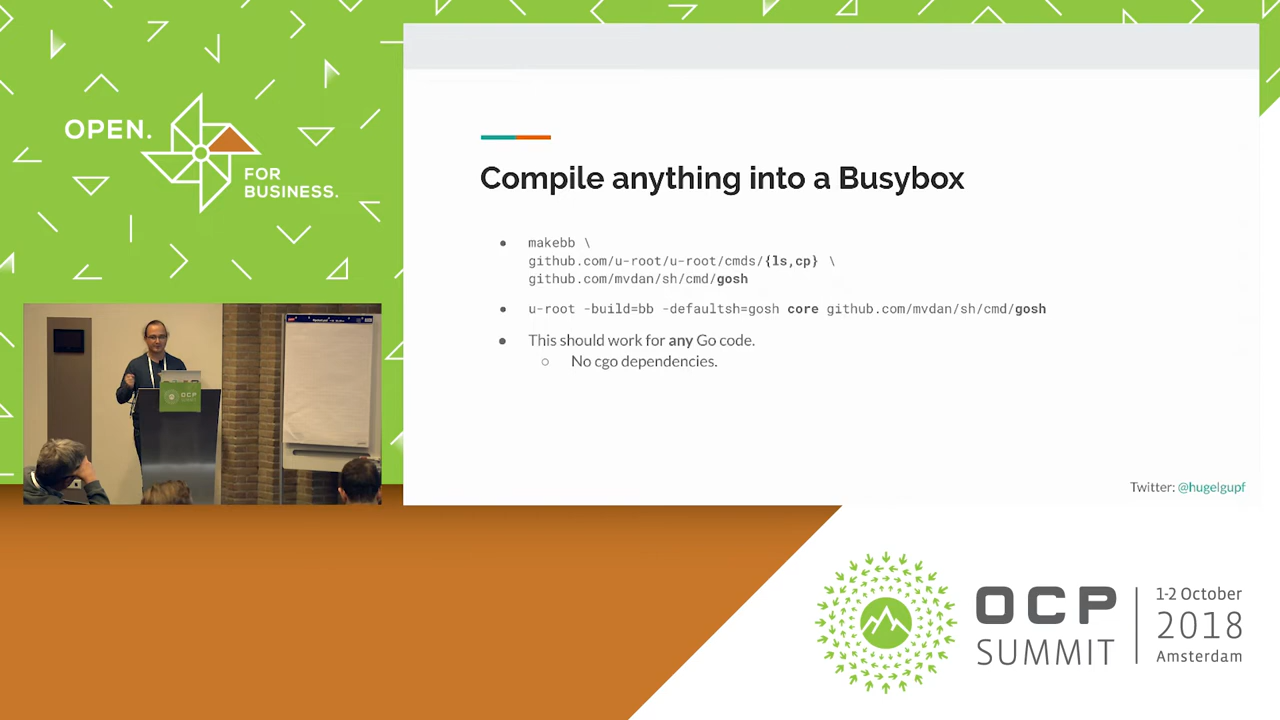 OPEN.
FOR
BUSINESS.
Compile anything into a Busybox
● makebb \
github.com/u-root/u-root/cmds/{ls,cp} \
github.com/mvdan/sh/cmd/gosh
● u-root -build=bb -defaultsh=gosh core github.com/mvdan/sh/cmd/gosh
● This should work for any Go code.
○ No cgo dependencies.
Twitter: @hugelgupf
OCP
SUMMIT
OCP
SUMMIT
1-2 October
2018
Amsterdam